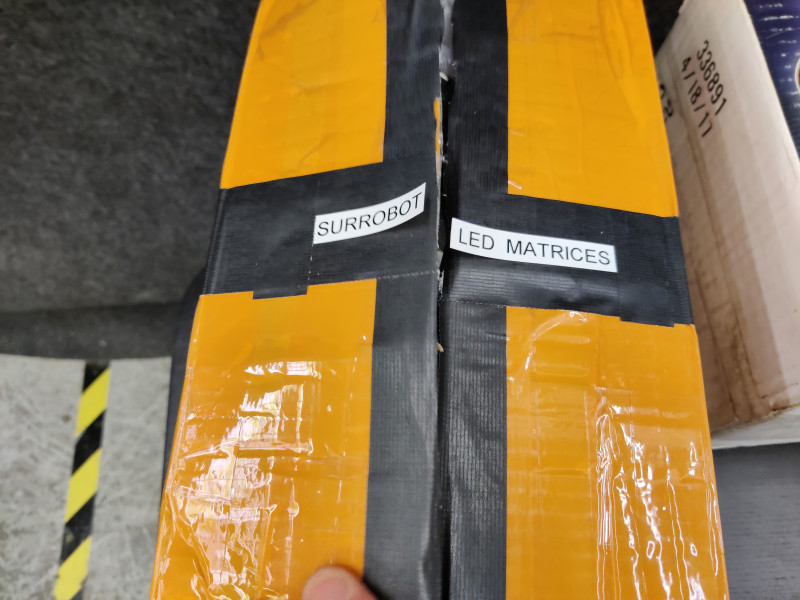 SURROBOT
LED MATRICES
336891
4/18/17